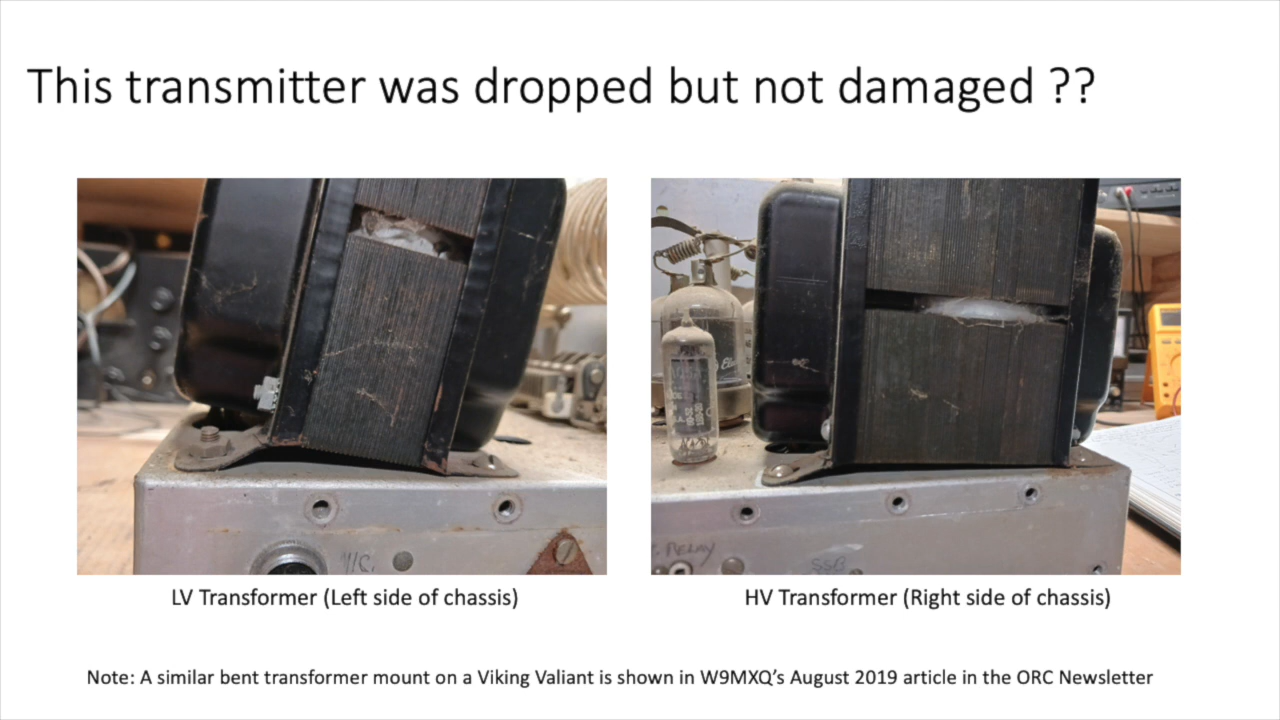 This transmitter was dropped but not damaged ??
RELAY
SSB
LV Transformer (Left side of chassis)
HV Transformer (Right side of chassis)
Note: A similar bent transformer mount on a Viking Valiant is shown in W9MXQ’s August 2019 article in the ORC Newsletter